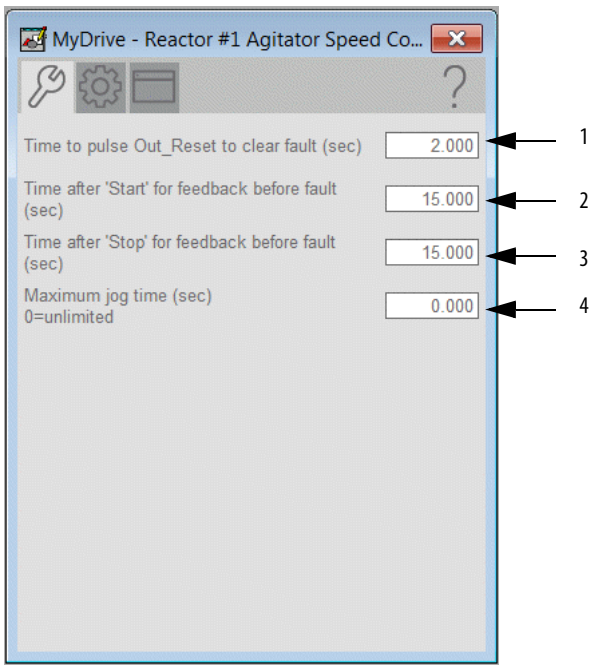 MyDrive - Reactor #1 Agitator Speed Co...
?
Time to pulse Out_Reset to clear fault (sec) 2.000 1
Time after 'Start' for feedback before fault
(sec) 15.000 2
Time after 'Stop' for feedback before fault
(sec) 15.000 3
Maximum jog time (sec)
0=unlimited 0.000 4